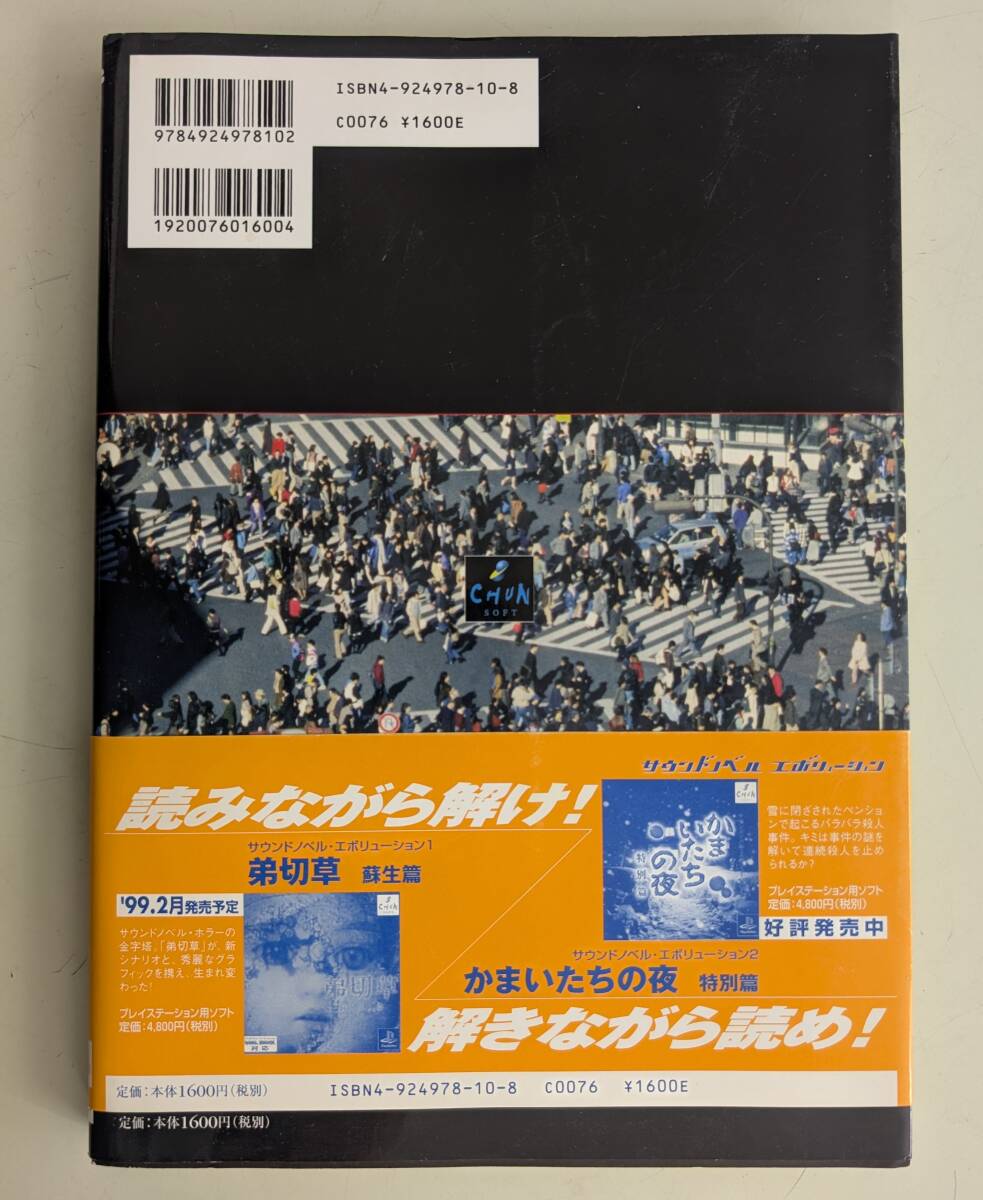 ISBN4-924978-10-8
C0076 ¥1600E
9784924978102
1920076016004
CHUN
SOFT
サウンドノベル エボリューション
読みながら解け!
サウンドノベル・エボリューション1
弟切草 蘇生篇
'99.2月発売予定
サウンドノベル・ホラーの
金字塔。「弟切草」が、新
シナリオと、秀麗なグラ
フィックを携え、生まれ変
わった!
プレイステーション用ソフト
定価:4,800円(税別)
弟切草
対応
CHUN
かま
いたち
の夜
特別篇
雪に閉ざされたペンショ
ンで起こるバラバラ殺人
事件。キミは事件の謎を
解いて連続殺人を止め
られるか?
プレイステーション用ソフト
定価:4,800円(税別)
好評発売中
サウンドノベル・エボリューション2
かまいたちの夜 特別篇
解きながら読め!
定価:本体1600円(税別) ISBN4-924978-10-8 C0076 ¥1600E
定価:本体1600円(税別)